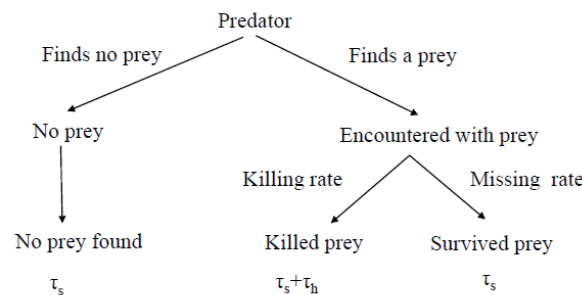 Predator
Finds no prey
Finds a prey
No prey
Encountered with prey
Killing rate
Missing rate
No prey found
Killed prey
Survived prey
τs
τs+τh
τs